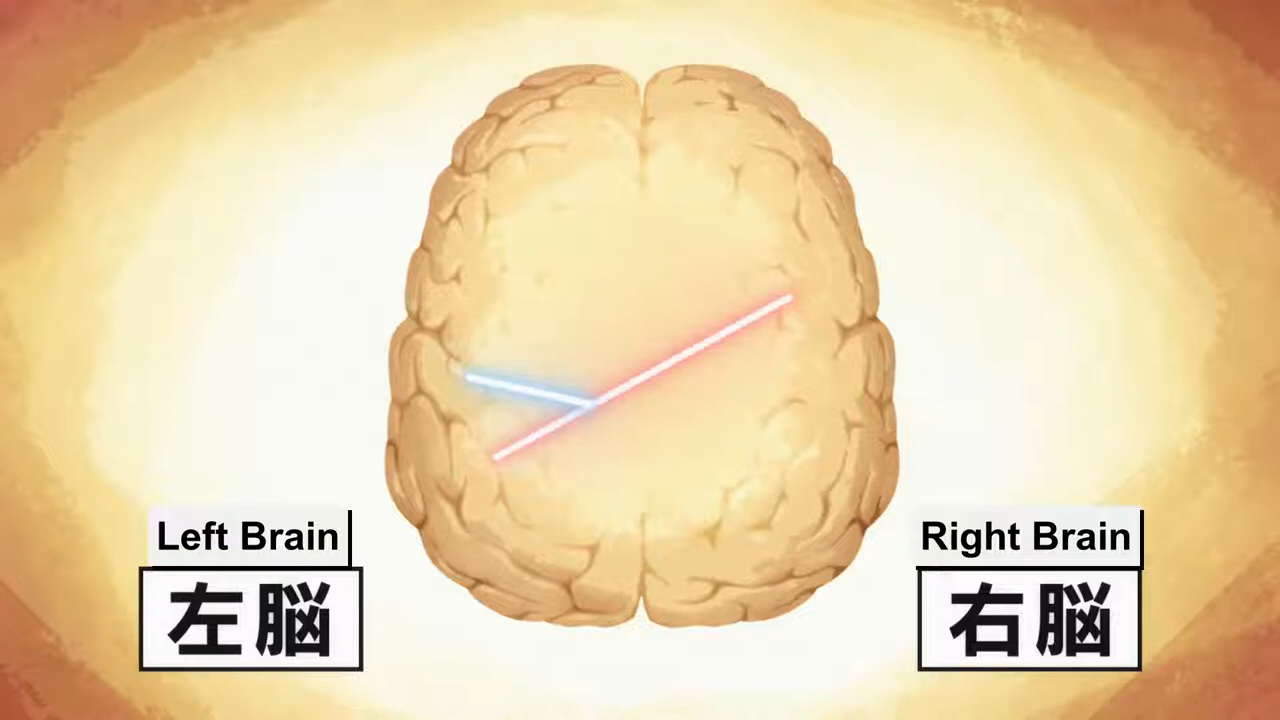 Left Brain
左脳
Right Brain
右脳